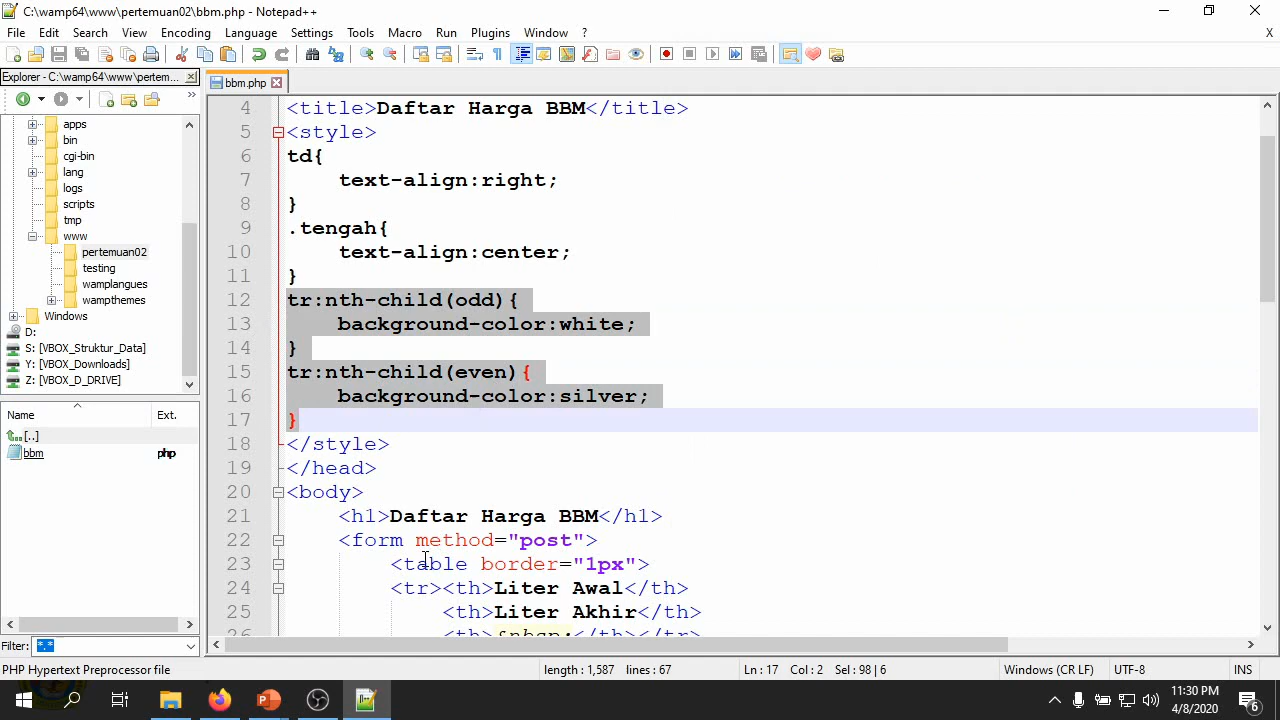 C:\wamp64\www\pertemuan02\bbm.php - Notepad++
File Edit Search View Encoding Language Settings Tools Macro Run Plugins Window ? X
Explorer - C:\wamp64\www\pertem...
bbm.php
apps
bin
cgi-bin
lang
logs
scripts
tmp
www
pertemuan02
testing
wamplangues
wampthemes
Windows
D:
S: [VBOX_Struktur_Data]
Y: [VBOX_Downloads]
Z: [VBOX_D_DRIVE]
Name Ext.
[..]
bbm php
Filter: *.*
4 <title>Daftar Harga BBM</title>
5 <style>
6 td{
7 text-align:right;
8 }
9 .tengah{
10 text-align:center;
11 }
12 tr:nth-child(odd){
13 background-color:white;
14 }
15 tr:nth-child(even){
16 background-color:silver;
17 }
18 </style>
19 </head>
20 <body>
21 <h1>Daftar Harga BBM</h1>
22 <form method="post">
23 <table border="1px">
24 <tr><th>Liter Awal</th>
25 <th>Liter Akhir</th>
26 <th>&nbsp;</th></tr>
PHP Hypertext Preprocessor file length : 1,587 lines : 67 Ln : 17 Col : 2 Sel : 98 | 6 Windows (CR LF) UTF-8 INS
11:30 PM
4/8/2020
6